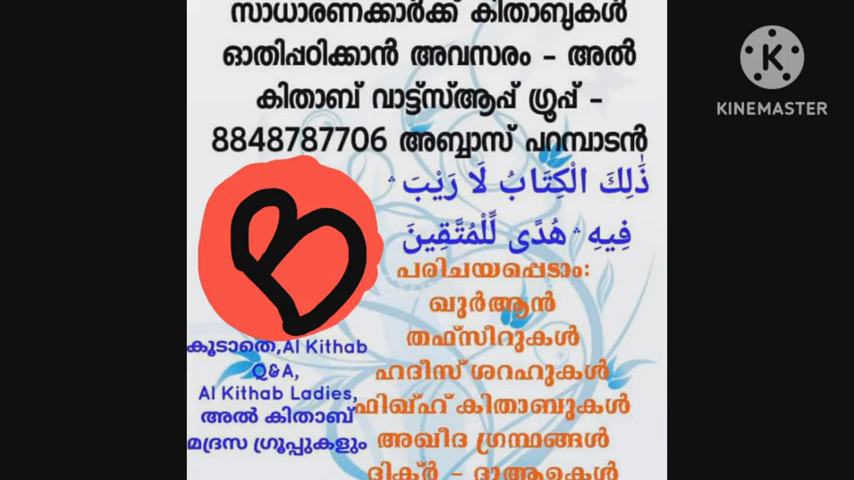 സാധാരണക്കാർക്ക് കിതാബുകൾ
ഓതിപ്പഠിക്കാൻ അവസരം - അൽ
കിതാബ് വാട്ട്സ്ആപ്പ് ഗ്രൂപ്പ് -
8848787706 അബ്ബാസ് പറമ്പാടൻ
ذَٰلِكَ الْكِتَابُ لَا رَيْبَ ۛ
فِيهِ ۛ هُدًى لِّلْمُتَّقِينَ
B
പരിചയപ്പെടാം:
ഖുർആൻ
തഫ്സീറുകൾ
ഹദീസ് ശറഹുകൾ
ഫിഖ്ഹ് കിതാബുകൾ
അഖീദ ഗ്രന്ഥങ്ങൾ
ദിക്ർ - ദുആളകൾ
കൂടാതെ,Al Kithab
Q&A,
Al Kithab Ladies,
അൽ കിതാബ്
മദ്രസ ഗ്രൂപ്പുകളും
KINEMASTER